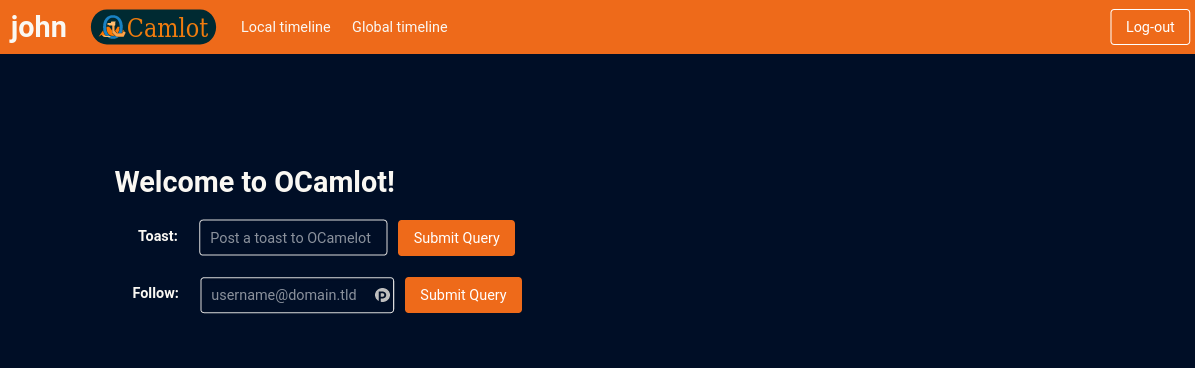 john OCamlot Local timeline Global timeline Log-out
Welcome to OCamlot!
Toast: Post a toast to OCamelot Submit Query
Follow: username@domain.tld Submit Query